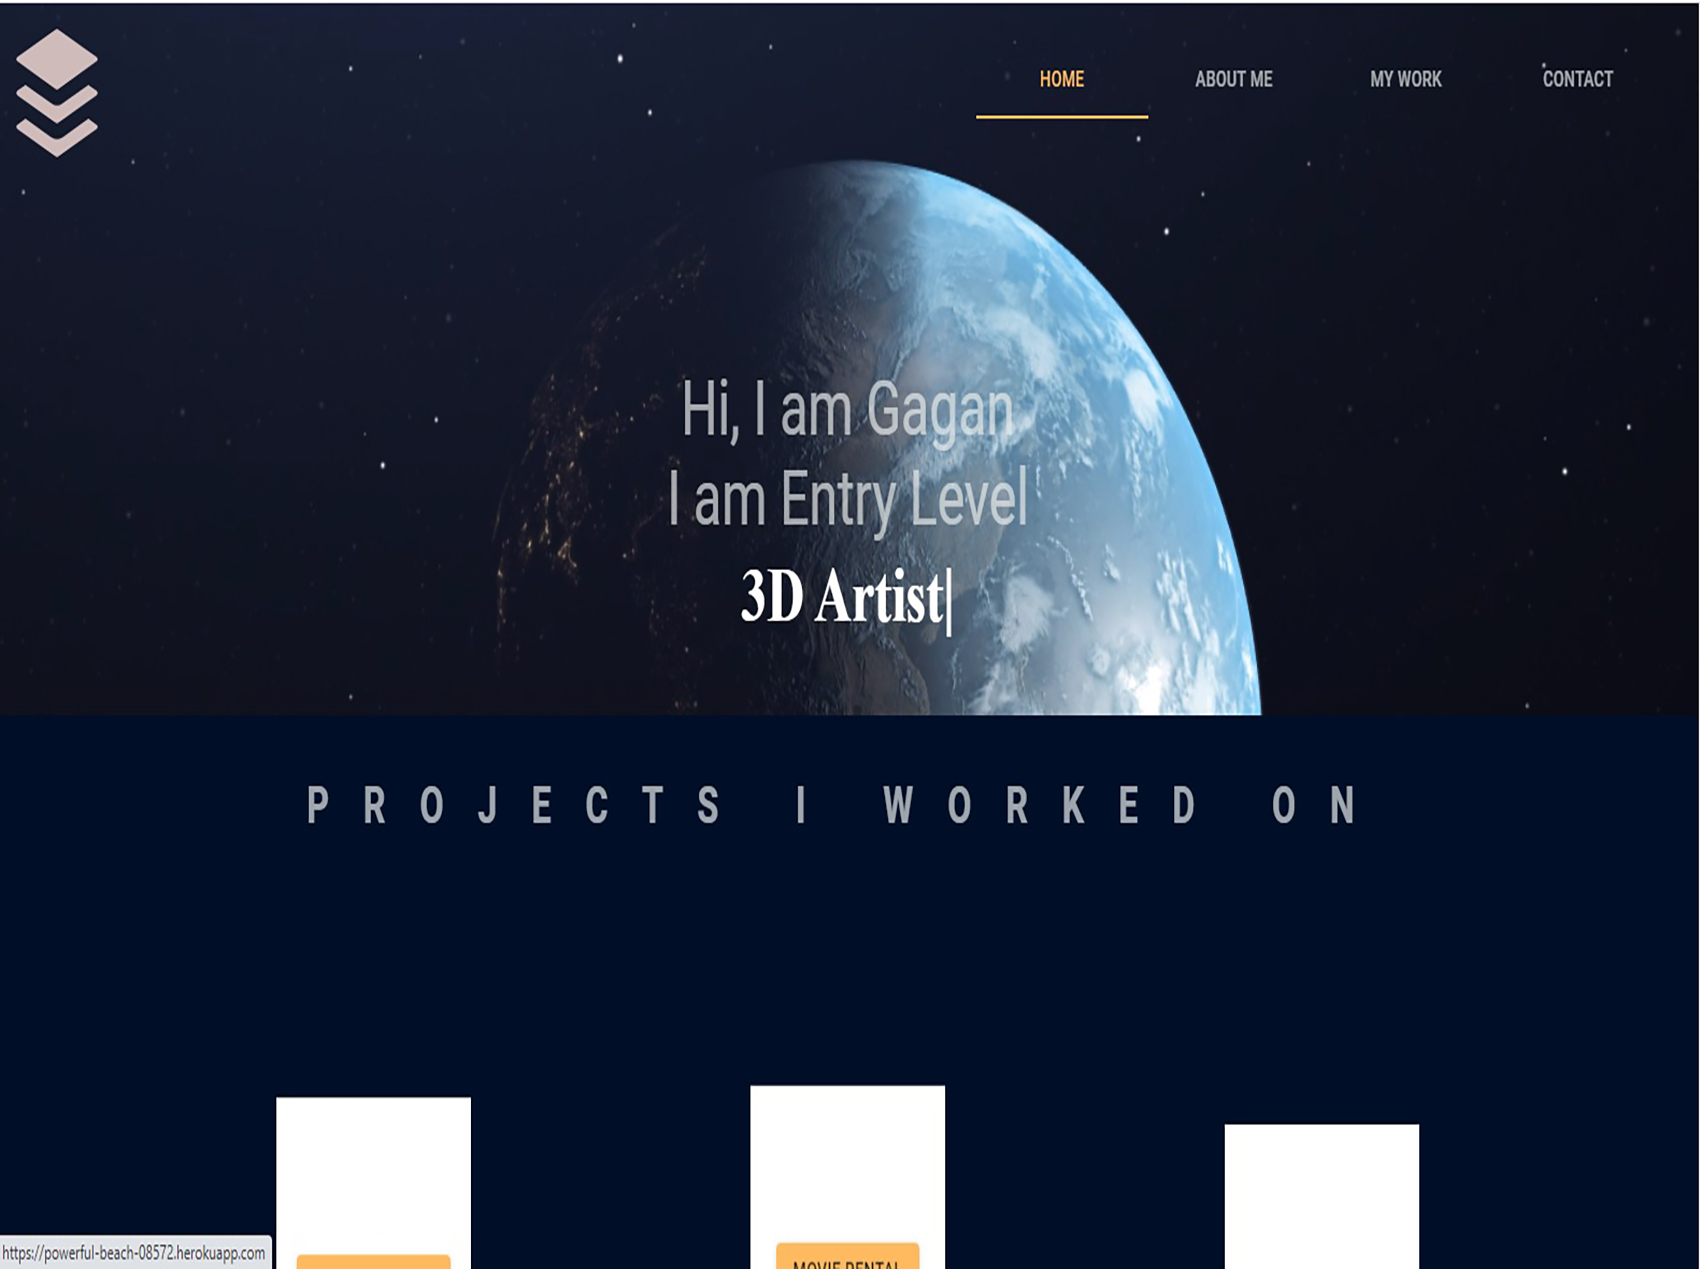 HOME ABOUT ME MY WORK CONTACT
Hi, I am Gagan
I am Entry Level
3D Artist|
PROJECTS I WORKED ON
MOVIE RENTAL
https://powerful-beach-08572.herokuapp.com